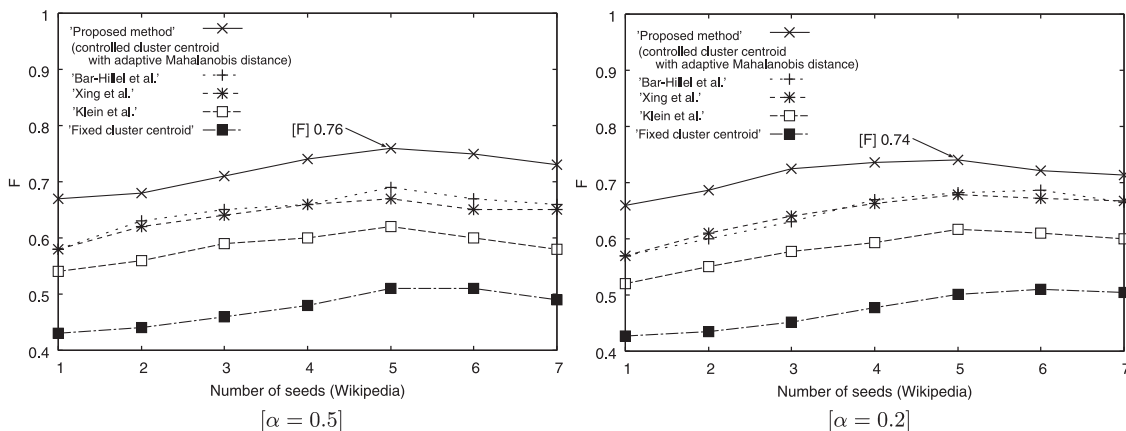 1
0.9
0.8
0.7
0.6
0.5
0.4
F
'Proposed method'
(controlled cluster centroid
with adaptive Mahalanobis distance)
'Bar-Hillel et al.'
'Xing et al.'
'Klein et al.'
'Fixed cluster centroid'
[F] 0.76
1 2 3 4 5 6 7
Number of seeds (Wikipedia)
[α = 0.5]
1
0.9
0.8
0.7
0.6
0.5
0.4
F
'Proposed method'
(controlled cluster centroid
with adaptive Mahalanobis distance)
'Bar-Hillel et al.'
'Xing et al.'
'Klein et al.'
'Fixed cluster centroid'
[F] 0.74
1 2 3 4 5 6 7
Number of seeds (Wikipedia)
[α = 0.2]